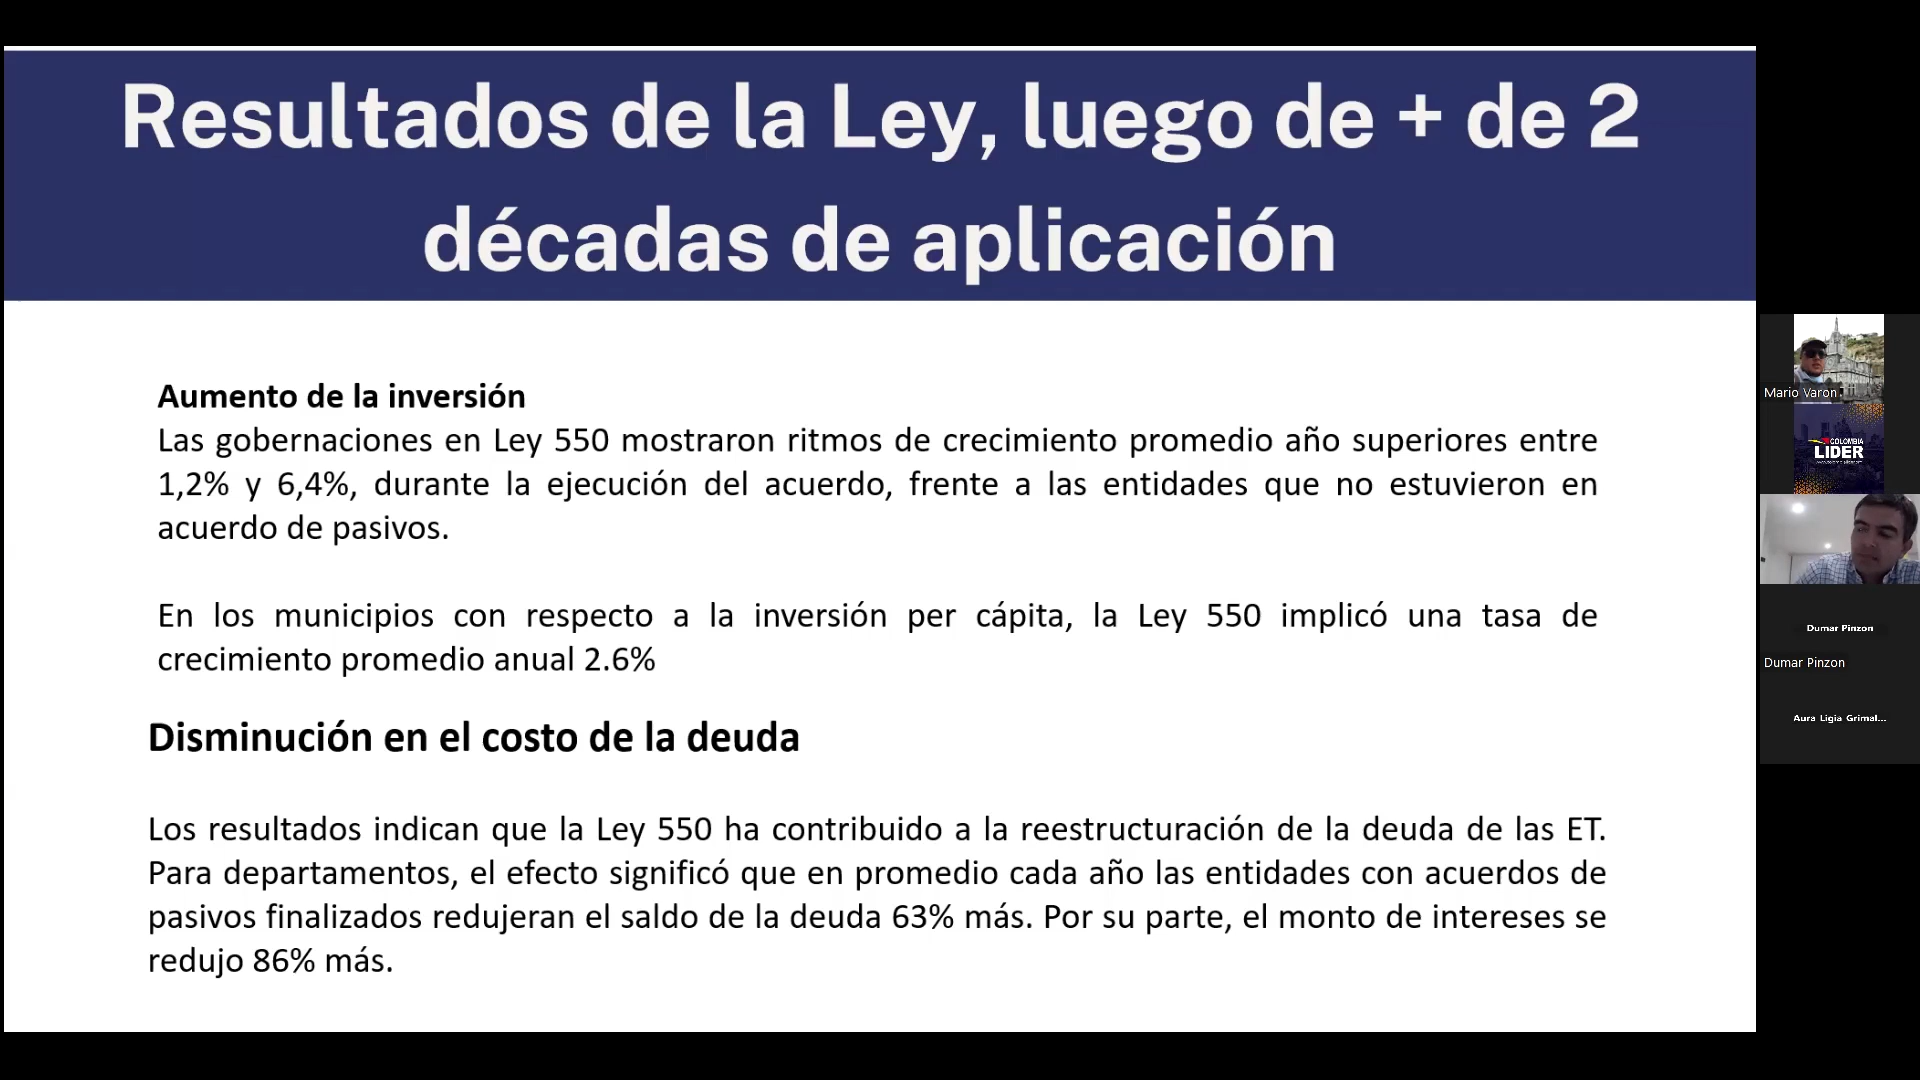 Resultados de la Ley, luego de + de 2
décadas de aplicación
Aumento de la inversión
Las gobernaciones en Ley 550 mostraron ritmos de crecimiento promedio año superiores entre
1,2% y 6,4%, durante la ejecución del acuerdo, frente a las entidades que no estuvieron en
acuerdo de pasivos.
En los municipios con respecto a la inversión per cápita, la Ley 550 implicó una tasa de
crecimiento promedio anual 2.6%
Disminución en el costo de la deuda
Los resultados indican que la Ley 550 ha contribuido a la reestructuración de la deuda de las ET.
Para departamentos, el efecto significó que en promedio cada año las entidades con acuerdos de
pasivos finalizados redujeran el saldo de la deuda 63% más. Por su parte, el monto de intereses se
redujo 86% más.
Mario Varon
COLOMBIA
LIDER
Dumar Pinzon
Dumar Pinzon
Aura Ligia Grimal...